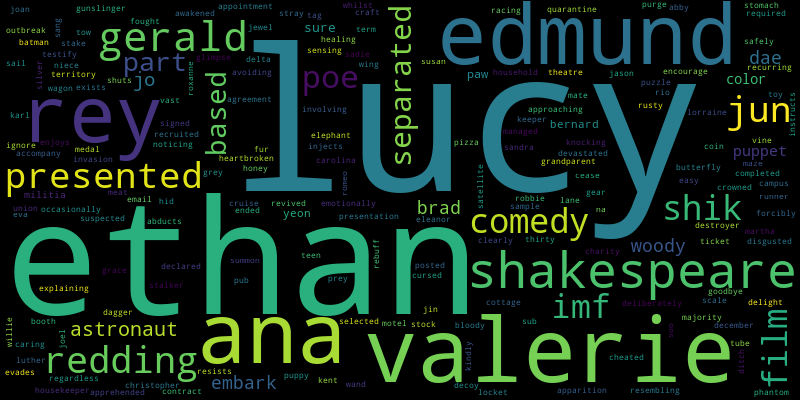 joan gunslinger appointment stray tag craft whilst racing quarantine purge abby stomach required
outbreak batman tow fought awakened jewel sure term susan theatre safely recurring
gerald edmund
stake testify niece exists delta healing sensing sadie wing glimpse jason encourage
sail territory wagon shuts avoiding part jo poe paw household color dae
silver roxanne agreement based separated mate puzzle rio toy instructs
rey lucy approaching rusty lorraine jun
karl vast signed recruited involving elephant keeper managed knocking bernard coin vine
ignore enjoys medal noticing fur injects pizza sandra devastated puppet
accompany invasion heartbroken carolina grandparent butterfly maze completed
presented grey honey romeo cease easy campus
militia meat cruise revived emotionally satellite robbie lane gear crowned runner
union email hid ended yeon presentation brad sample na shik forcibly
eva occasionally suspected abducts eleanor comedy destroyer martha
ethan teen rebuff clearly thirty woody ticket disgusted
grace declared summon prey posted shakespeare charity goodbye
explaining stalker pub cursed cottage imf deliberately scale delight
dagger jin sub majority december phantom
willie booth joel astronaut ana selected motel stock bloody valerie tube film
caring redding resists kindly cheated ditch
luther evades regardless christopher embark puppy kent wand decoy apparition resembling
housekeeper apprehended contract locket